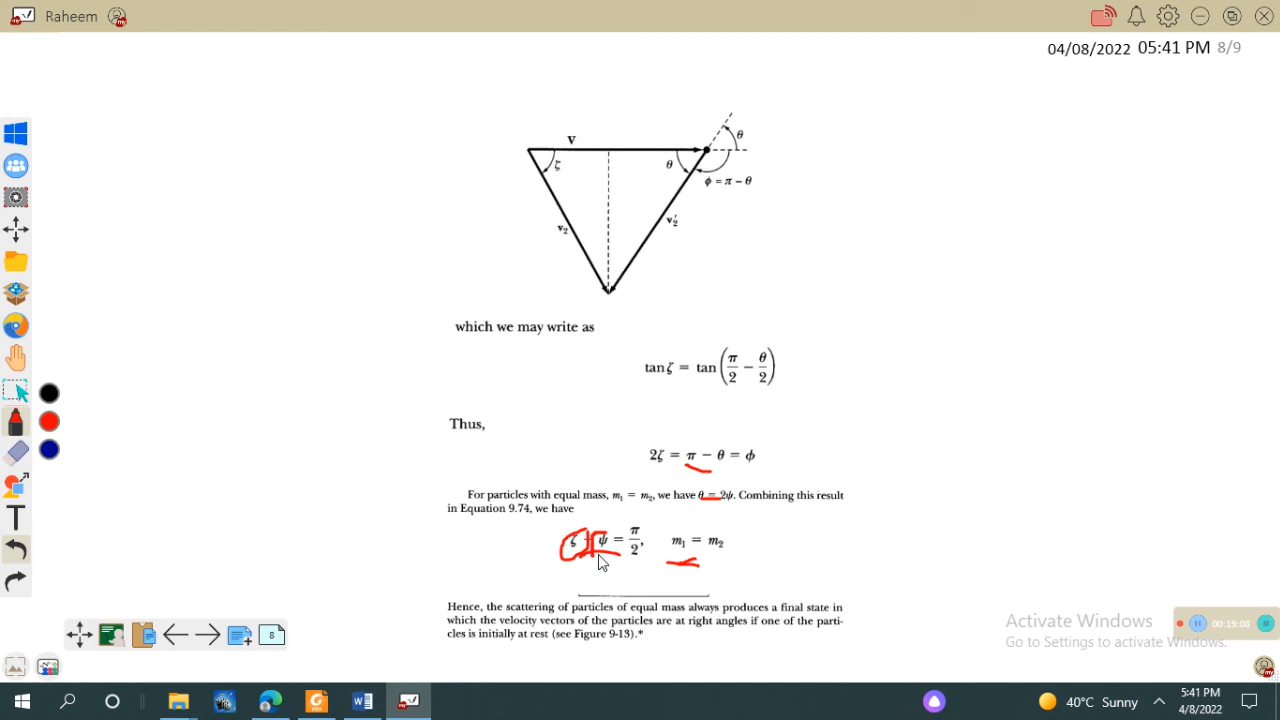 Raheem
04/08/2022 05:41 PM 8/9
V
ζ
θ
θ
ϕ = π − θ
v₂
v₂′
which we may write as
tan ζ = tan (π/2 − θ/2)
Thus,
2ζ = π − θ = ϕ
For particles with equal mass, m₁ = m₂, we have θ = 2ψ. Combining this result
in Equation 9.74, we have
ζ + ψ = π/2, m₁ = m₂
Hence, the scattering of particles of equal mass always produces a final state in
which the velocity vectors of the particles are at right angles if one of the parti-
cles is initially at rest (see Figure 9-13).*
Activate Windows
Go to Settings to activate Windows.
00:19:08
T
8
40°C Sunny
5:41 PM
4/8/2022